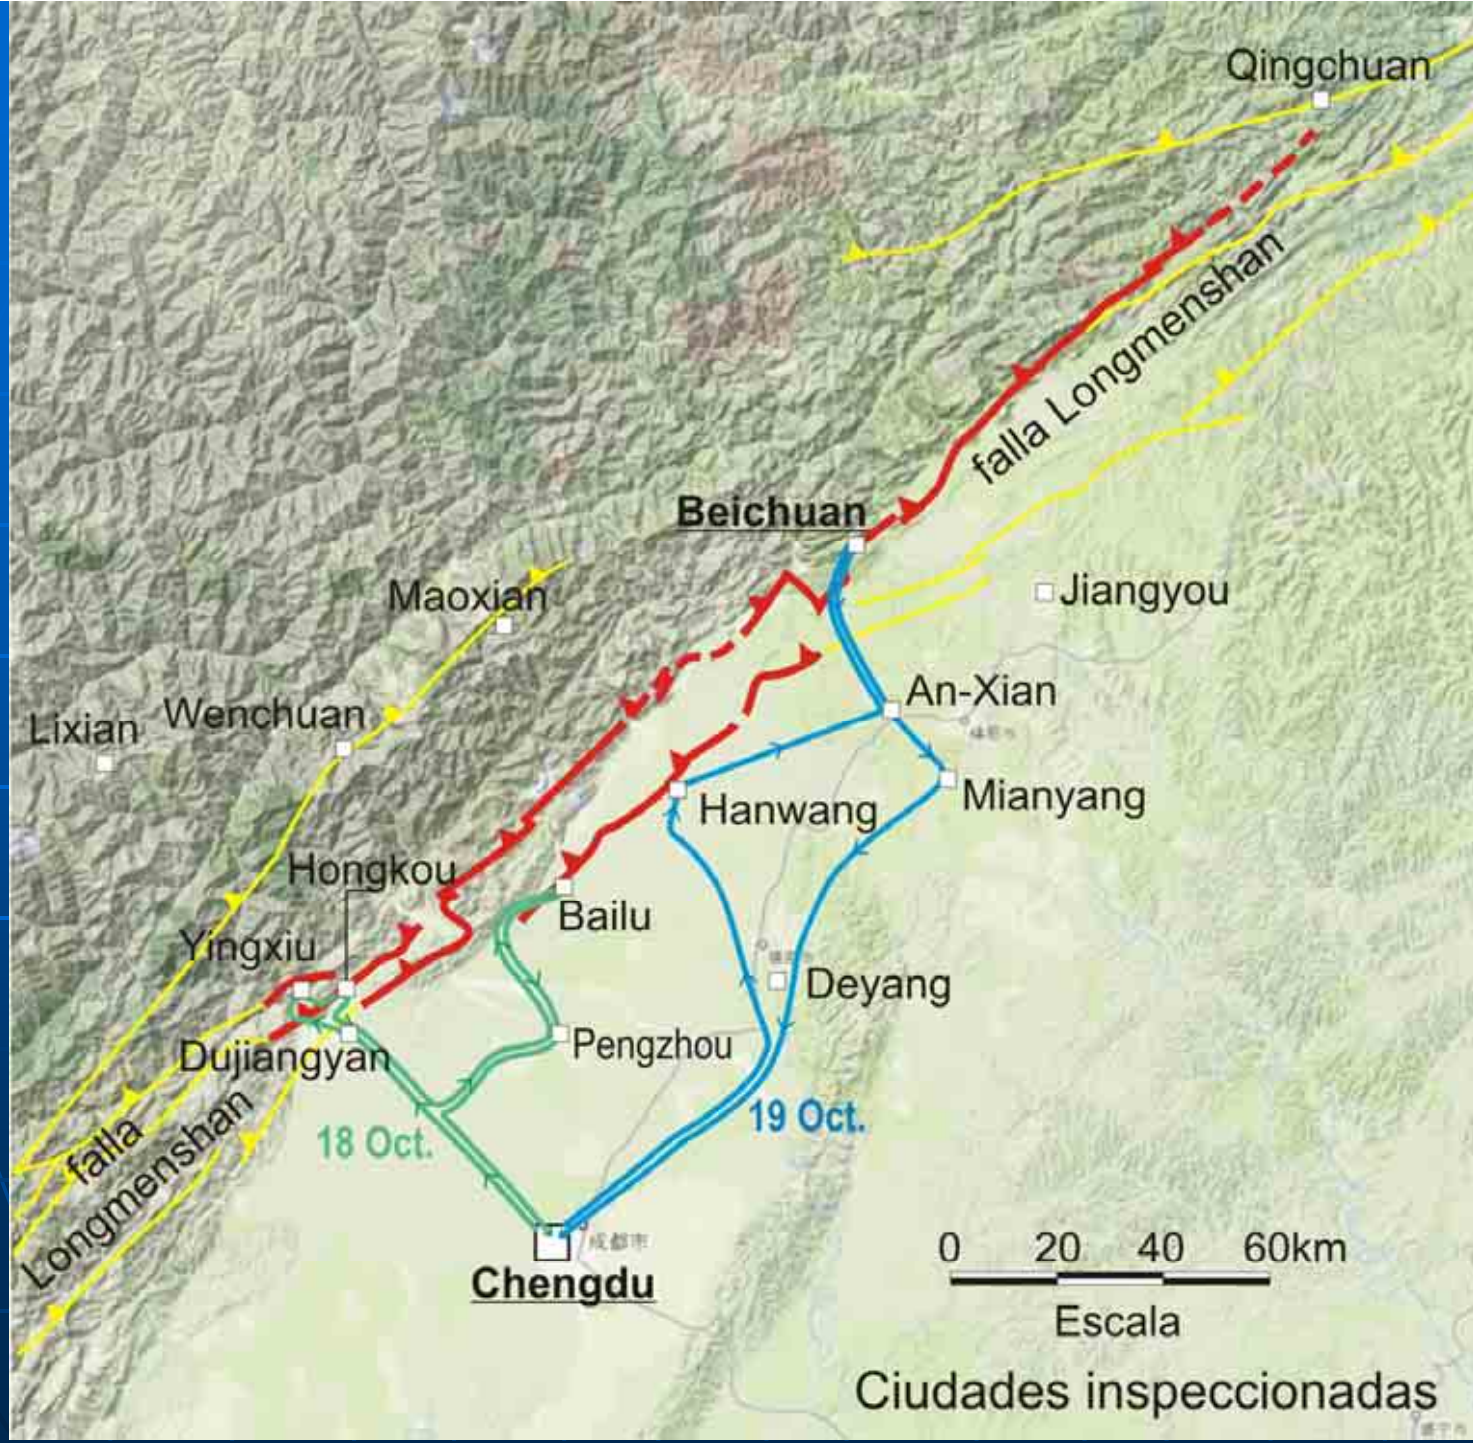 Qingchuan
falla Longmenshan
Beichuan
Maoxian
Jiangyou
Lixian
Wenchuan
An-Xian
Hanwang
Mianyang
Hongkou
Bailu
Yingxiu
Deyang
Dujiangyan
Pengzhou
falla
Longmenshan
18 Oct.
19 Oct.
成都市
Chengdu
0 20 40 60km
Escala
Ciudades inspeccionadas